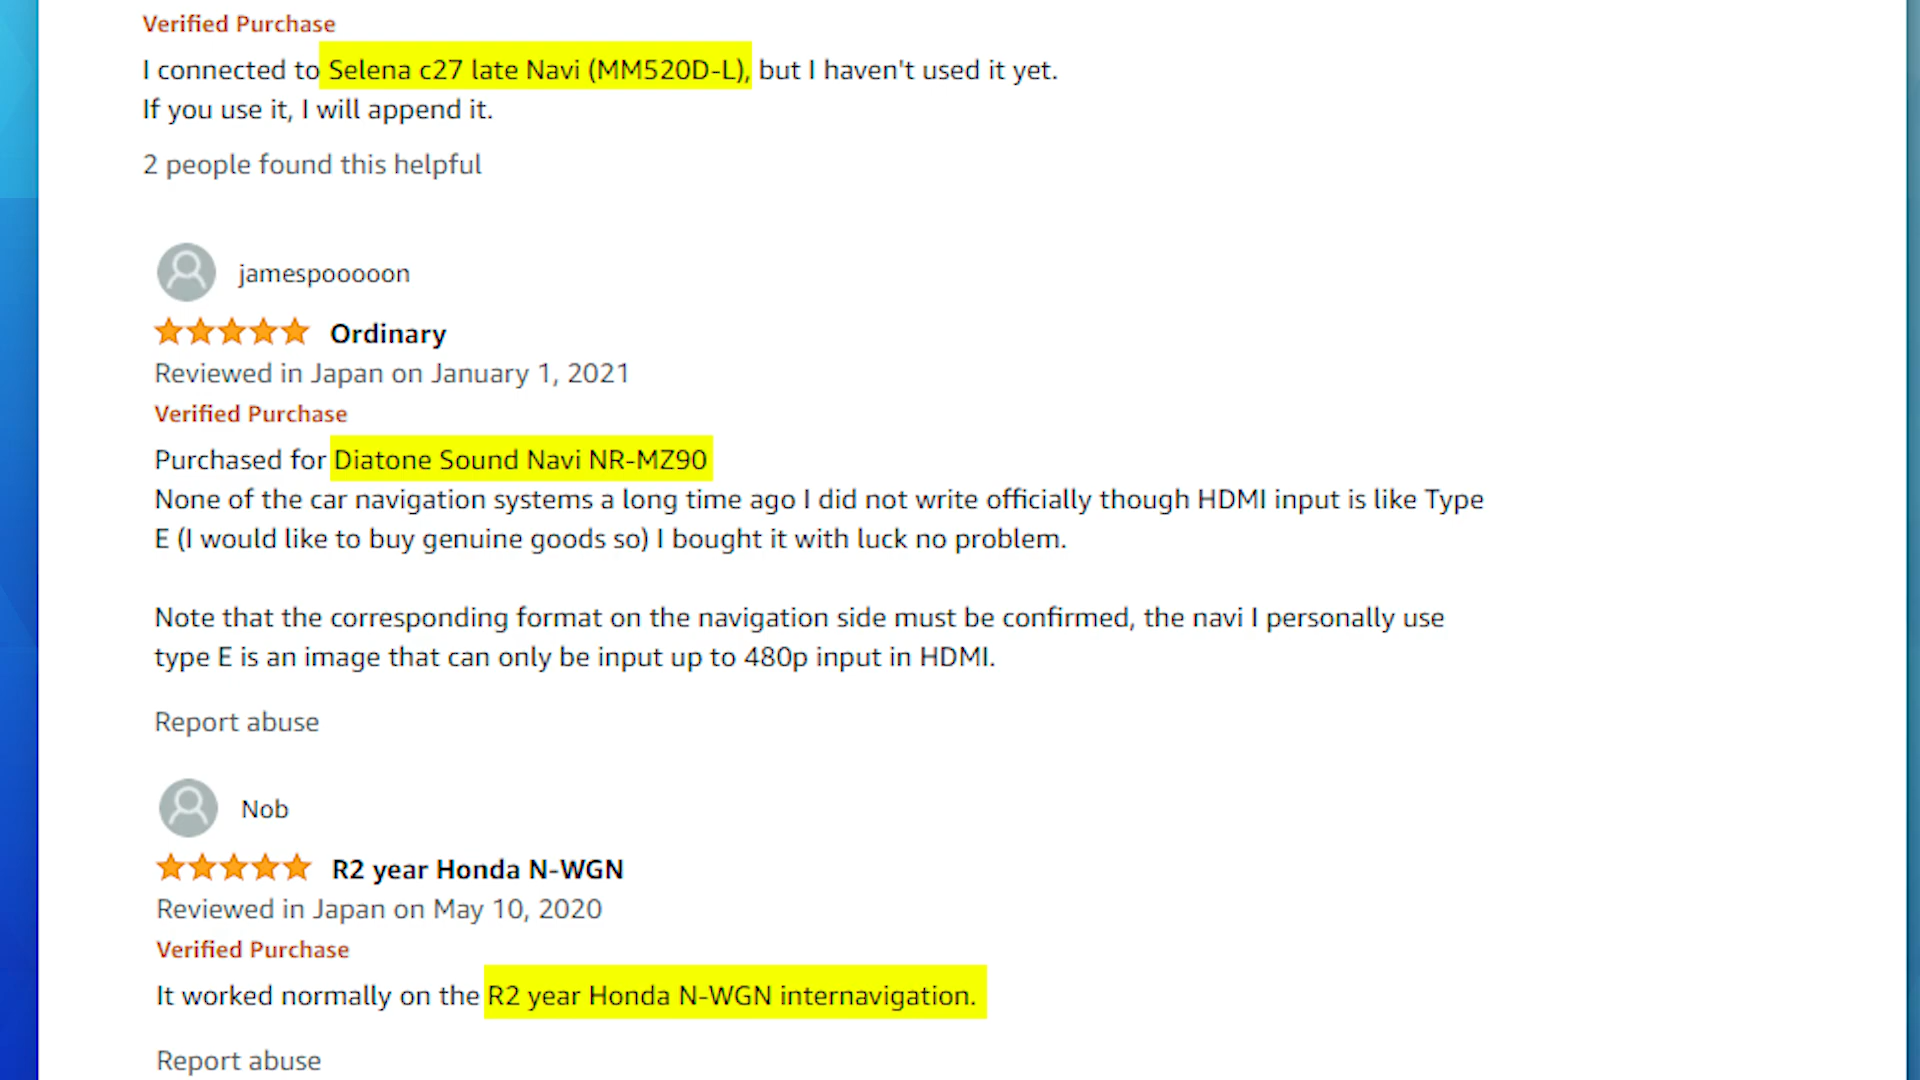 Verified Purchase
I connected to Selena c27 late Navi (MM520D-L), but I haven't used it yet.
If you use it, I will append it.
2 people found this helpful
jamespooooon
Ordinary
Reviewed in Japan on January 1, 2021
Verified Purchase
Purchased for Diatone Sound Navi NR-MZ90
None of the car navigation systems a long time ago I did not write officially though HDMI input is like Type
E (I would like to buy genuine goods so) I bought it with luck no problem.
Note that the corresponding format on the navigation side must be confirmed, the navi I personally use
type E is an image that can only be input up to 480p input in HDMI.
Report abuse
Nob
R2 year Honda N-WGN
Reviewed in Japan on May 10, 2020
Verified Purchase
It worked normally on the R2 year Honda N-WGN internavigation.
Report abuse